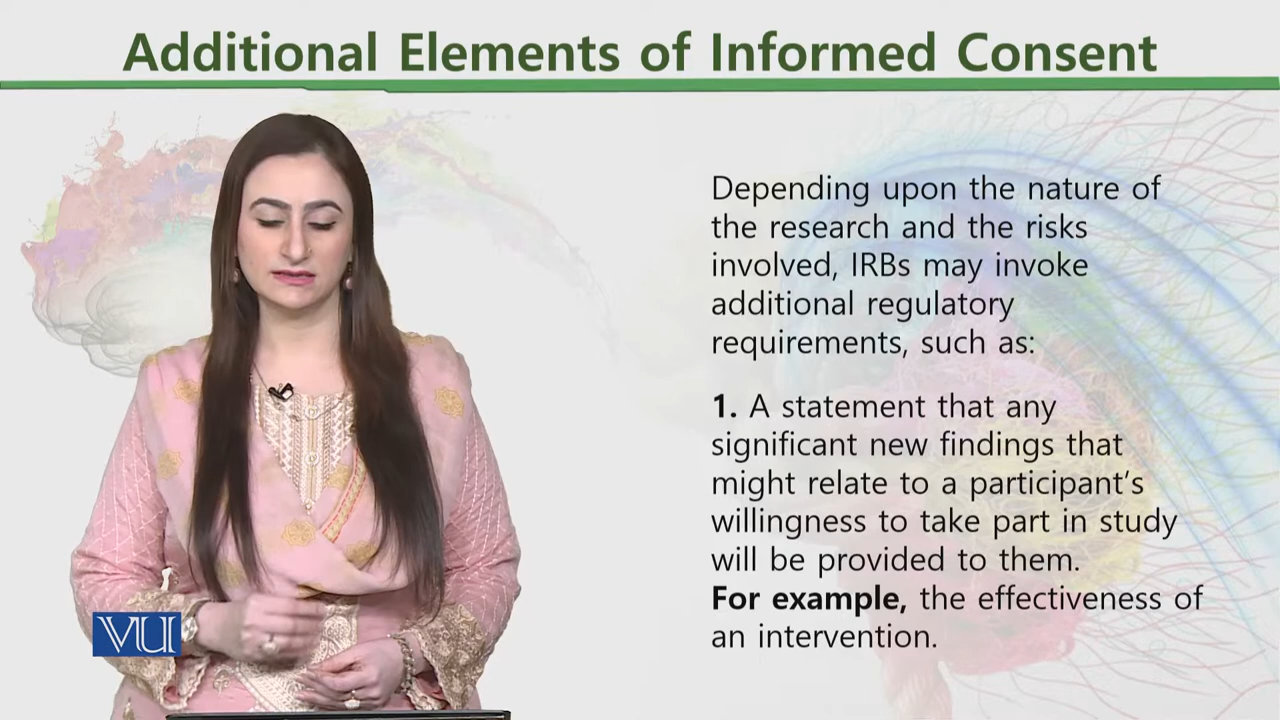 Additional Elements of Informed Consent
Depending upon the nature of
the research and the risks
involved, IRBs may invoke
additional regulatory
requirements, such as:
1. A statement that any
significant new findings that
might relate to a participant’s
willingness to take part in study
will be provided to them.
For example, the effectiveness of
an intervention.
VU